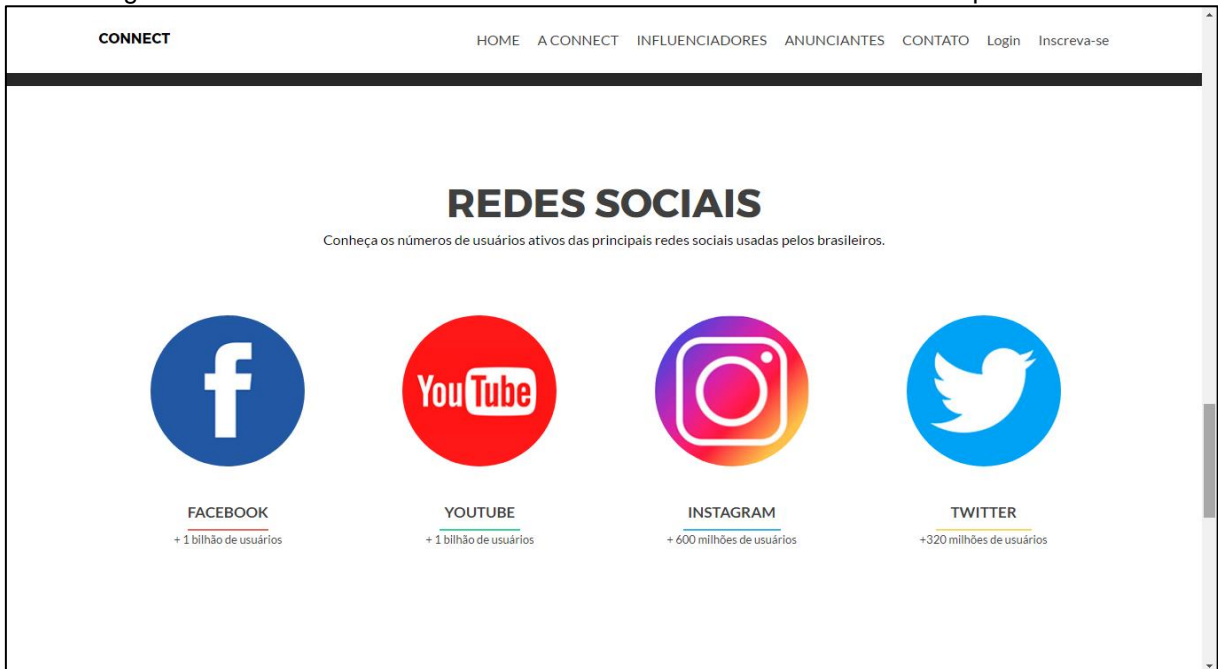 CONNECT HOME A CONNECT INFLUENCIADORES ANUNCIANTES CONTATO Login Inscreva-se
REDES SOCIAIS
Conheça os números de usuários ativos das principais redes sociais usadas pelos brasileiros.
f You Tube
FACEBOOK YOUTUBE INSTAGRAM TWITTER
+ 1 bilhão de usuários + 1 bilhão de usuários + 600 milhões de usuários +320 milhões de usuários